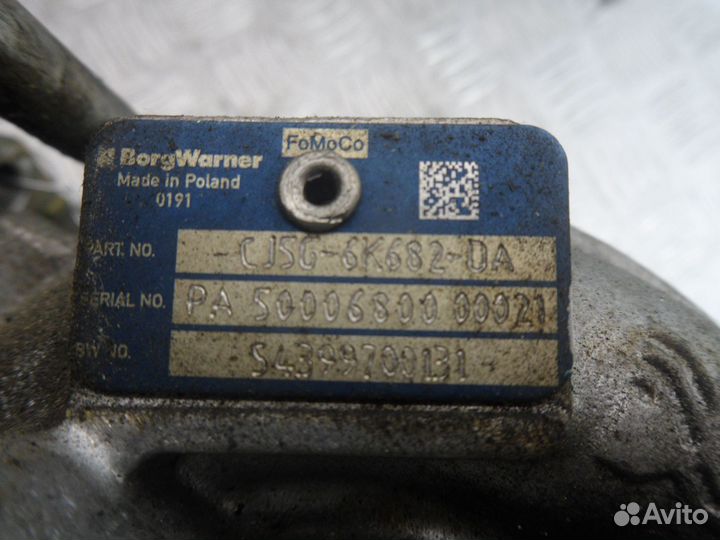 BorgWarner
FoMoCo
Made in Poland
0191
PART. NO. -CJ5G-6K682-DA
SERIAL NO. PA 50006800 00021
BW NO. 54399700131-
Avito